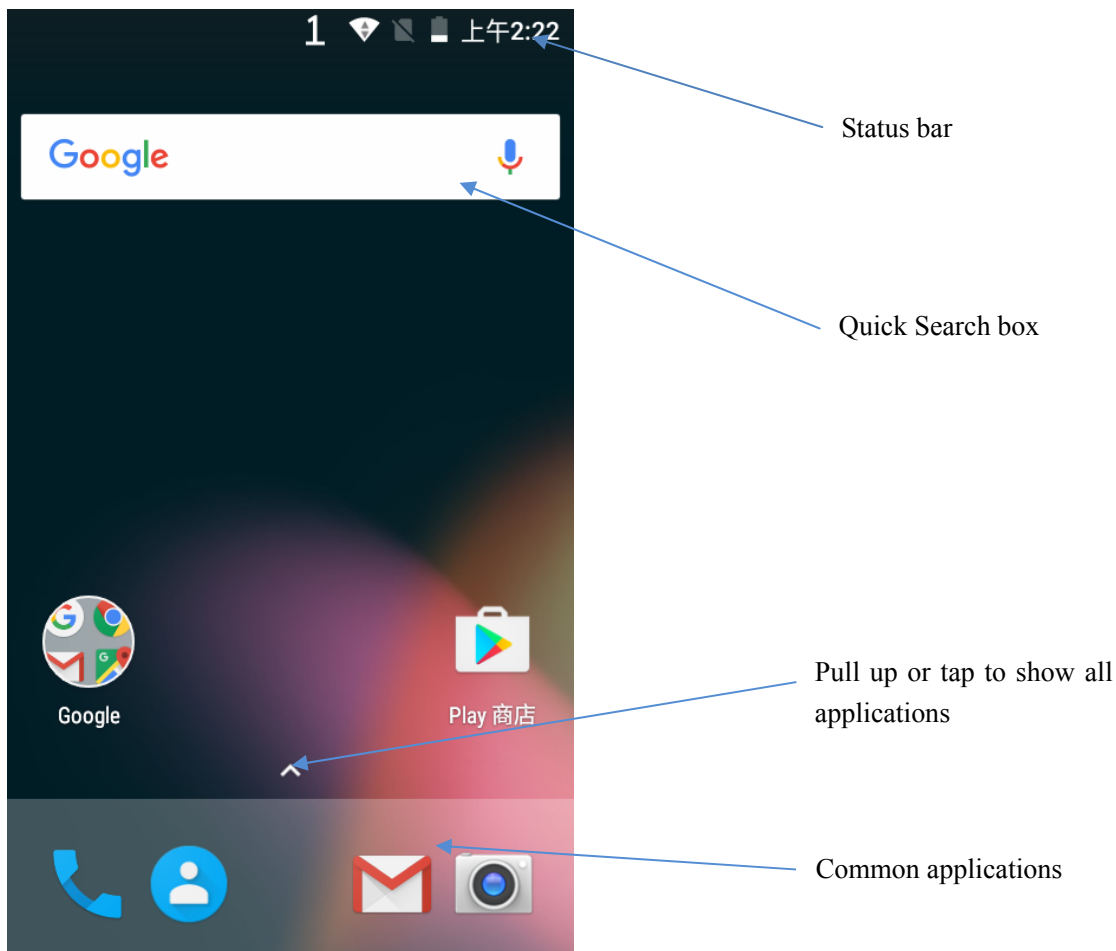 1 上午2:22
Status bar
Google
Quick Search box
Google
Play 商店
Pull up or tap to show all
applications
Common applications